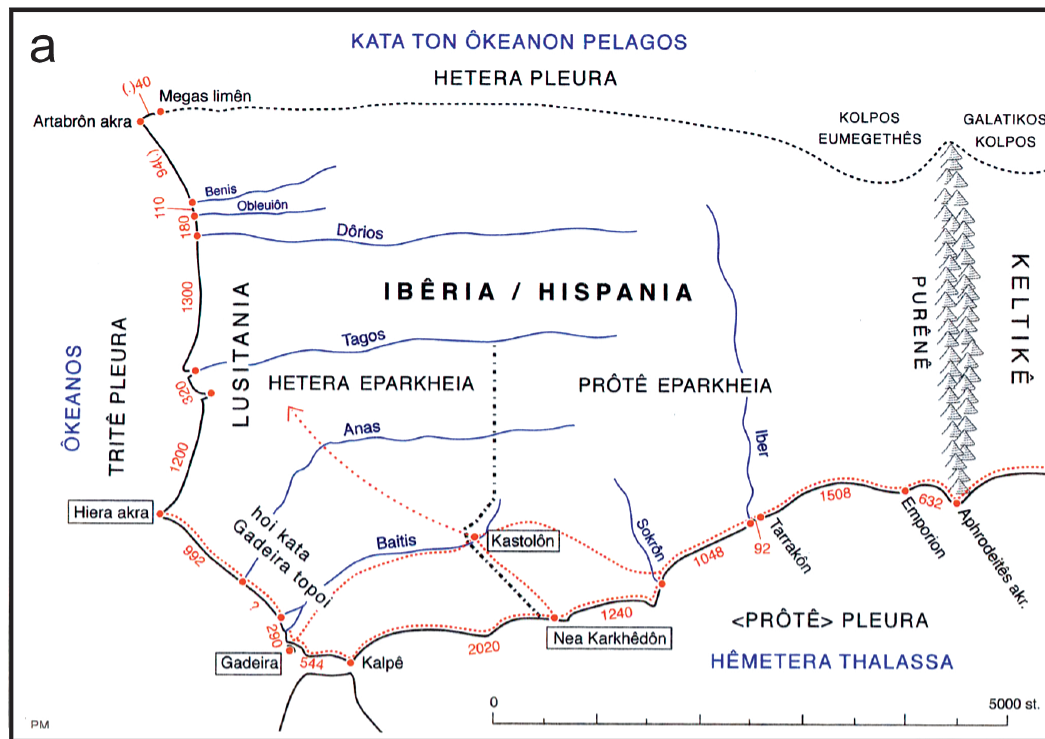 a
KATA TON ÔKEANON PELAGOS
HETERA PLEURA
(.)40
Megas limên
Artabrôn akra
KOLPOS
EUMEGETHÊS
GALATIKOS
KOLPOS
94(.)
Benis
110
Obleuiôn
180
Dôrios
1300
IBÊRIA / HISPANIA
LUSITANIA
PURÊNÊ
KELTIKÊ
ÔKEANOS
TRITÊ PLEURA
Tagos
320
HETERA EPARKHEIA
PRÔTÊ EPARKHEIA
Anas
Iber
1200
Hiera akra
992
hoi kata
Gadeira topoi
Baitis
Kastolôn
Sokrôn
1048
92
Tarrakôn
1508
Emporion
632
Aphrodeitês akr.
?
290
Gadeira
544
Kalpê
2020
Nea Karkhêdôn
1240
<PRÔTÊ> PLEURA
HÊMETERA THALASSA
0
5000 st.
PM